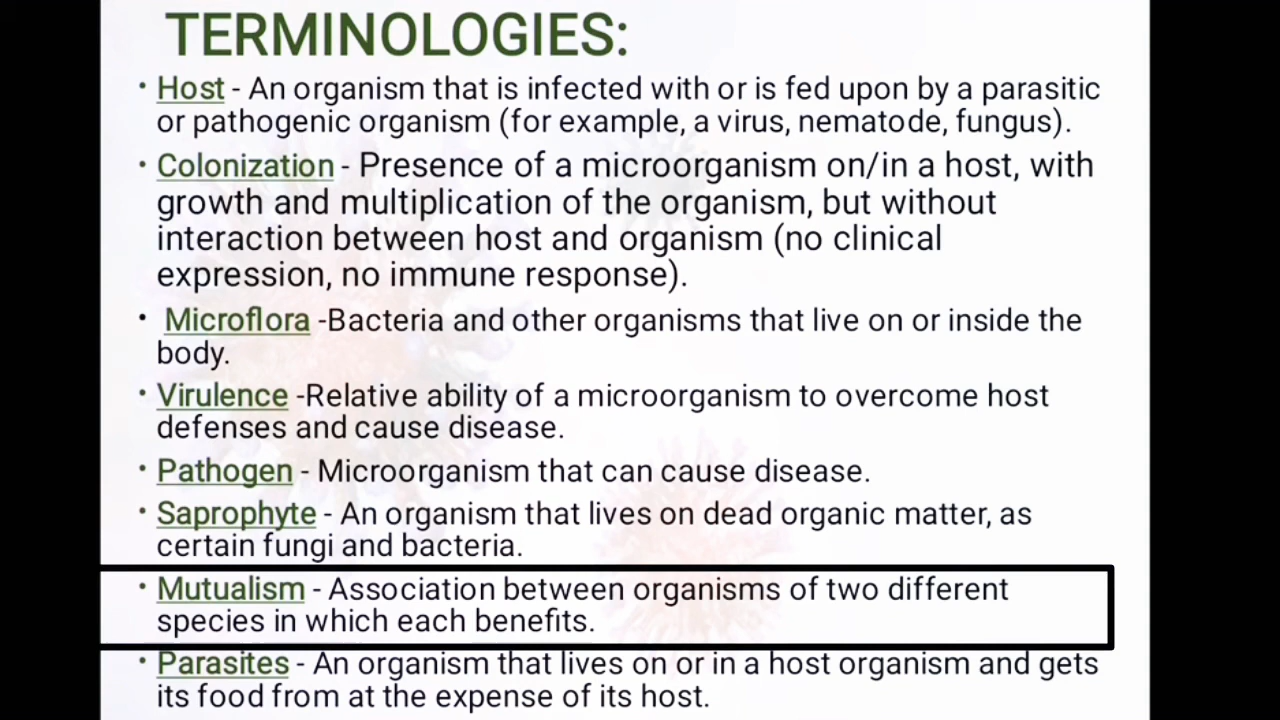 TERMINOLOGIES:
• Host - An organism that is infected with or is fed upon by a parasitic
or pathogenic organism (for example, a virus, nematode, fungus).
• Colonization - Presence of a microorganism on/in a host, with
growth and multiplication of the organism, but without
interaction between host and organism (no clinical
expression, no immune response).
• Microflora -Bacteria and other organisms that live on or inside the
body.
• Virulence -Relative ability of a microorganism to overcome host
defenses and cause disease.
• Pathogen - Microorganism that can cause disease.
• Saprophyte - An organism that lives on dead organic matter, as
certain fungi and bacteria.
• Mutualism - Association between organisms of two different
species in which each benefits.
• Parasites - An organism that lives on or in a host organism and gets
its food from at the expense of its host.